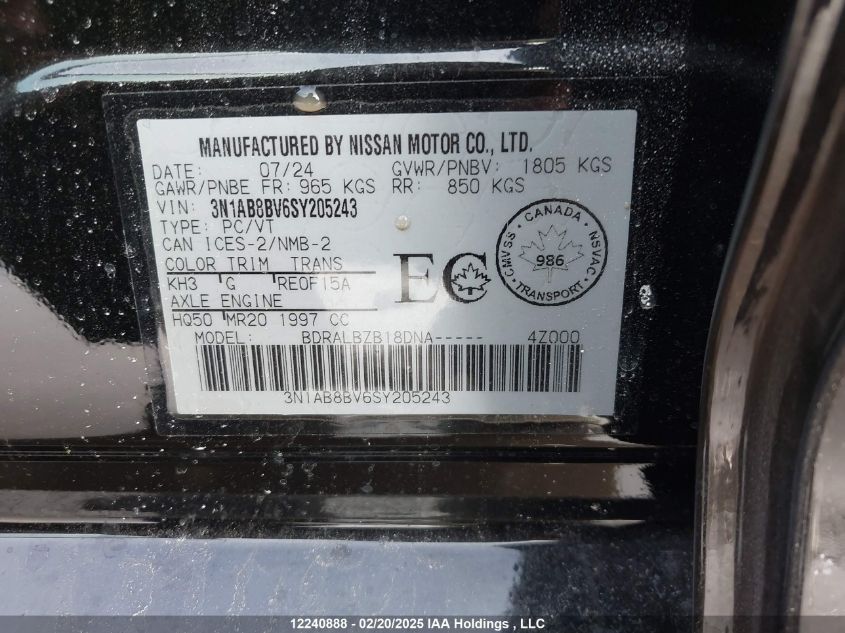 MANUFACTURED BY NISSAN MOTOR CO., LTD.
DATE: 07/24 GVWR/PNBV: 1805 KGS
GAWR/PNBE FR: 965 KGS RR: 850 KGS
VIN: 3N1AB8BV6SY205243
TYPE: PC/VT
CAN ICES-2/NMB-2
COLOR TRIM TRANS
KH3 G RE0F15A
AXLE ENGINE
HQ50 MR20 1997 CC
EC
CANADA
CMVSS 986 NSVAC
TRANSPORT
MODEL: BDRALBZB18DNA----- 4Z000
3N1AB8BV6SY205243
12240888 - 02/20/2025 IAA Holdings , LLC